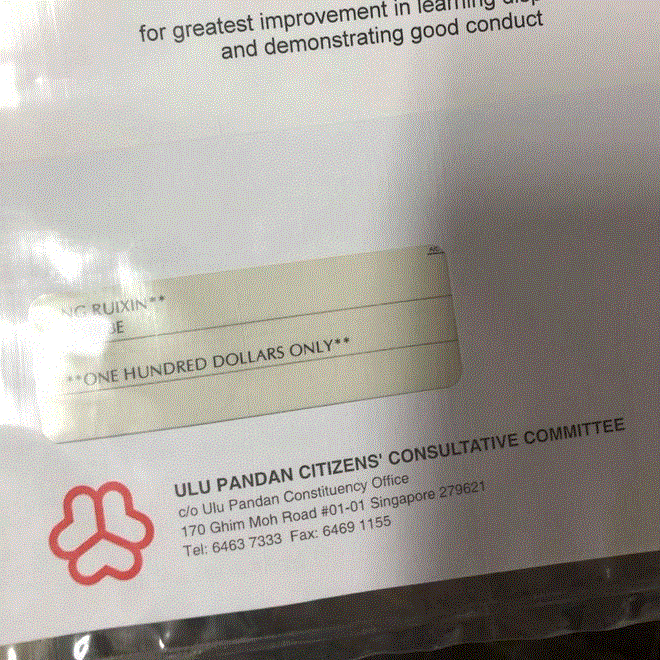 for greatest improvement in learning
and demonstrating good conduct
NG RUIXIN**
**ONE HUNDRED DOLLARS ONLY**
ULU PANDAN CITIZENS' CONSULTATIVE COMMITTEE
c/o Ulu Pandan Constituency Office
170 Ghim Moh Road #01-01 Singapore 279621
Tel: 6463 7333 Fax: 6469 1155